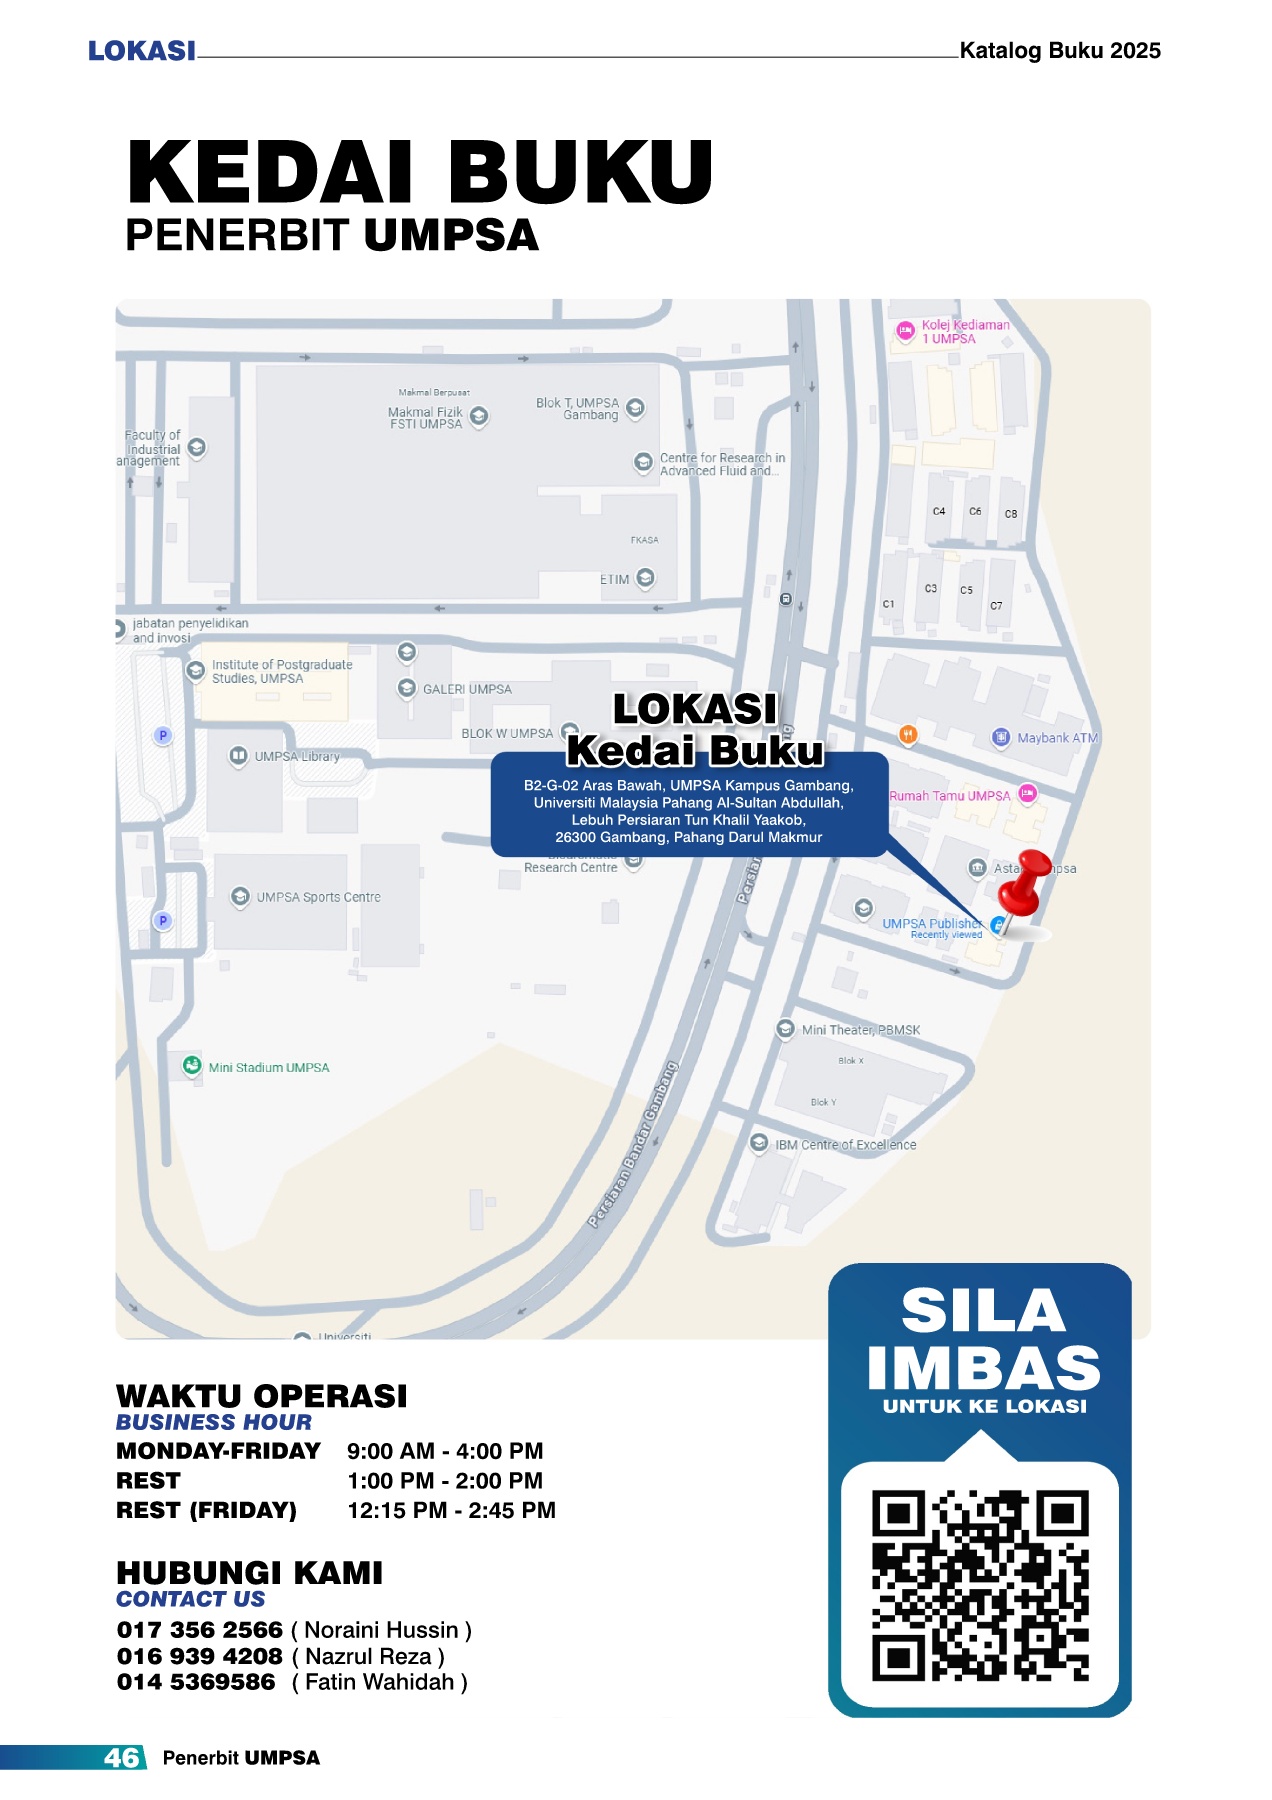 LOKASI
Katalog Buku 2025
KEDAI BUKU
PENERBIT UMPSA
Kolej Kediaman
1 UMPSA
Makmal Berpusat
Makmal Fizik
FSTI UMPSA
Blok T, UMPSA
Gambang
Faculty of
Industrial
anagement
Centre for Research in
Advanced Fluid and...
C4
C6
C8
FKASA
ETIM
C1
C3
C5
C7
jabatan penyelidikan
and invosi
Institute of Postgraduate
Studies, UMPSA
GALERI UMPSA
BLOK W UMPSA
P
UMPSA Library
Maybank ATM
LOKASI
Kedai Buku
B2-G-02 Aras Bawah, UMPSA Kampus Gambang,
Universiti Malaysia Pahang Al-Sultan Abdullah,
Lebuh Persiaran Tun Khalil Yaakob,
26300 Gambang, Pahang Darul Makmur
Rumah Tamu UMPSA
Research Centre
UMPSA Sports Centre
P
UMPSA Publisher
Recently viewed
Mini Theater, PBMSK
Blok X
Blok Y
Mini Stadium UMPSA
Persiaran Bandar Gambang
IBM Centre of Excellence
Universiti
SILA
IMBAS
UNTUK KE LOKASI
WAKTU OPERASI
BUSINESS HOUR
MONDAY-FRIDAY 9:00 AM - 4:00 PM
REST 1:00 PM - 2:00 PM
REST (FRIDAY) 12:15 PM - 2:45 PM
HUBUNGI KAMI
CONTACT US
017 356 2566 ( Noraini Hussin )
016 939 4208 ( Nazrul Reza )
014 5369586 ( Fatin Wahidah )
46 Penerbit UMPSA